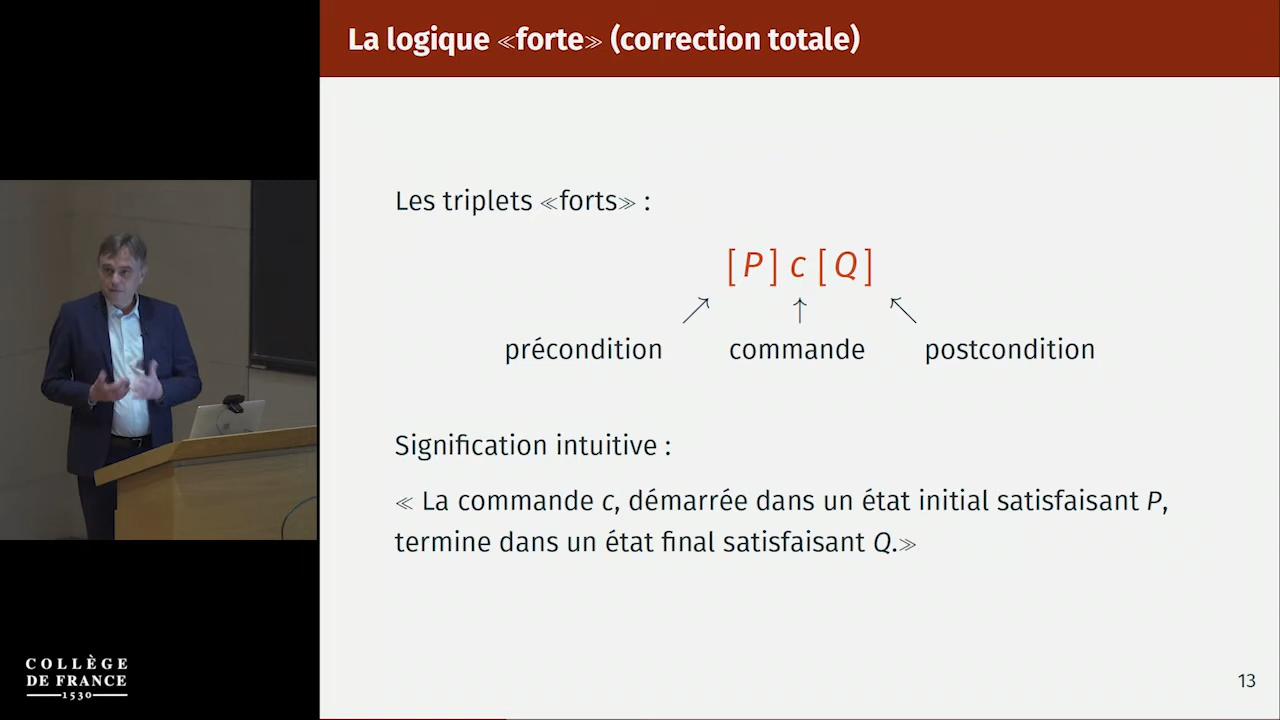 La logique «forte» (correction totale)
Les triplets «forts» :
[ P ] c [ Q ]
précondition commande postcondition
Signification intuitive :
« La commande c, démarrée dans un état initial satisfaisant P,
termine dans un état final satisfaisant Q.»
COLLÈGE
DE FRANCE
1530
13